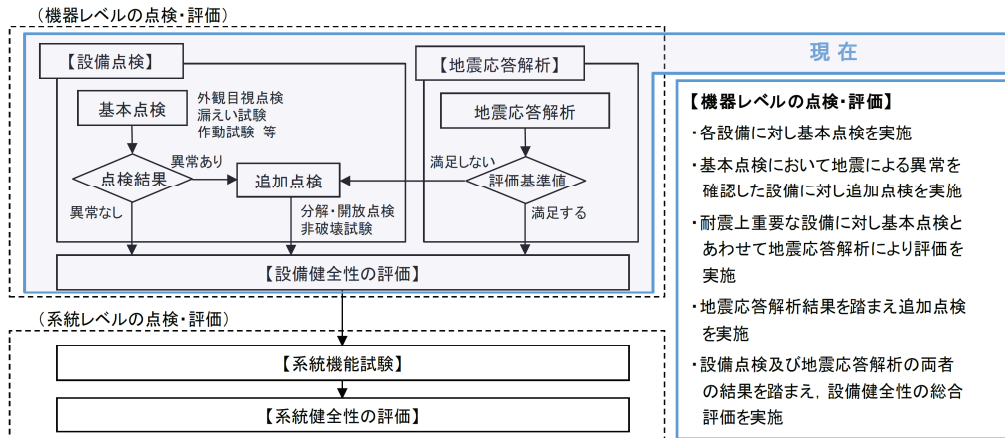 (機器レベルの点検・評価)
【設備点検】
基本点検
外観目視点検
漏えい試験
作動試験 等
点検結果
異常あり
異常なし
追加点検
分解・開放点検
非破壊試験
【地震応答解析】
地震応答解析
満足しない
評価基準値
満足する
【設備健全性の評価】
(系統レベルの点検・評価)
【系統機能試験】
【系統健全性の評価】
現 在
【機器レベルの点検・評価】
・各設備に対し基本点検を実施
・基本点検において地震による異常を
確認した設備に対し追加点検を実施
・耐震上重要な設備に対し基本点検と
あわせて地震応答解析により評価を
実施
・地震応答解析結果を踏まえ追加点検
を実施
・設備点検及び地震応答解析の両者
の結果を踏まえ，設備健全性の総合
評価を実施